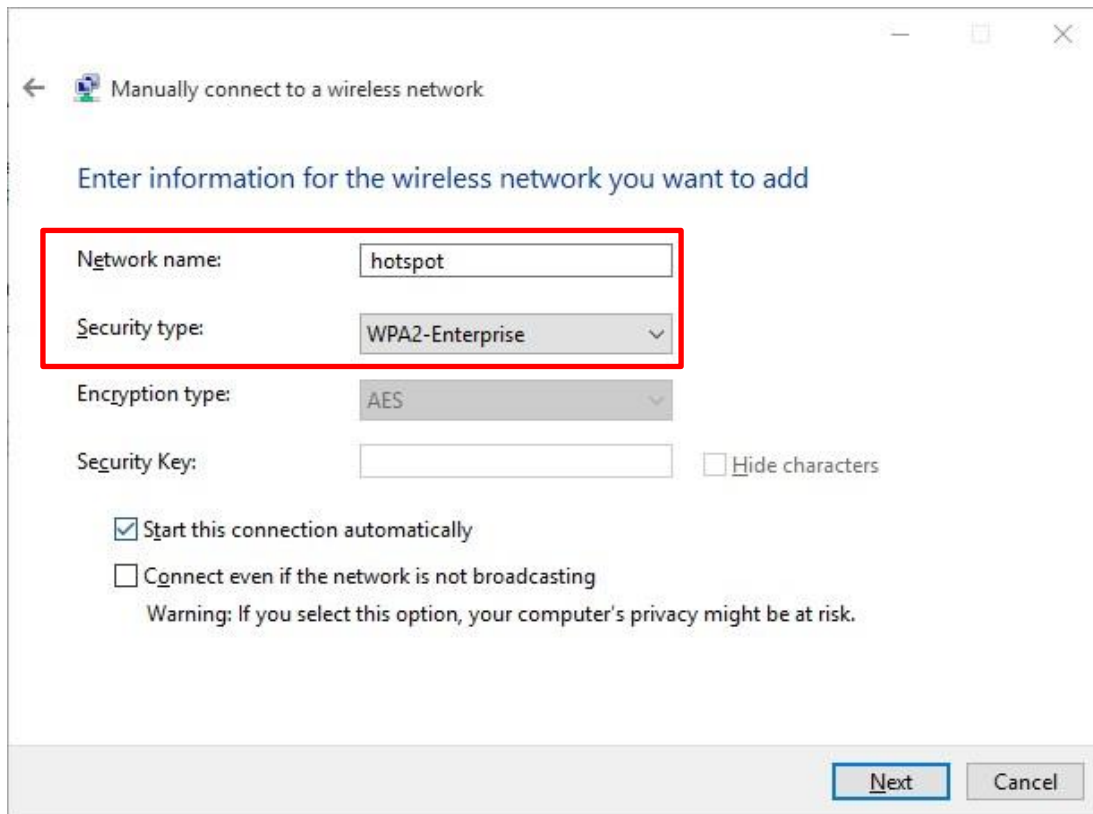 Manually connect to a wireless network
Enter information for the wireless network you want to add
Network name: hotspot
Security type: WPA2-Enterprise
Encryption type: AES
Security Key:
Hide characters
Start this connection automatically
Connect even if the network is not broadcasting
Warning: If you select this option, your computer's privacy might be at risk.
Next Cancel